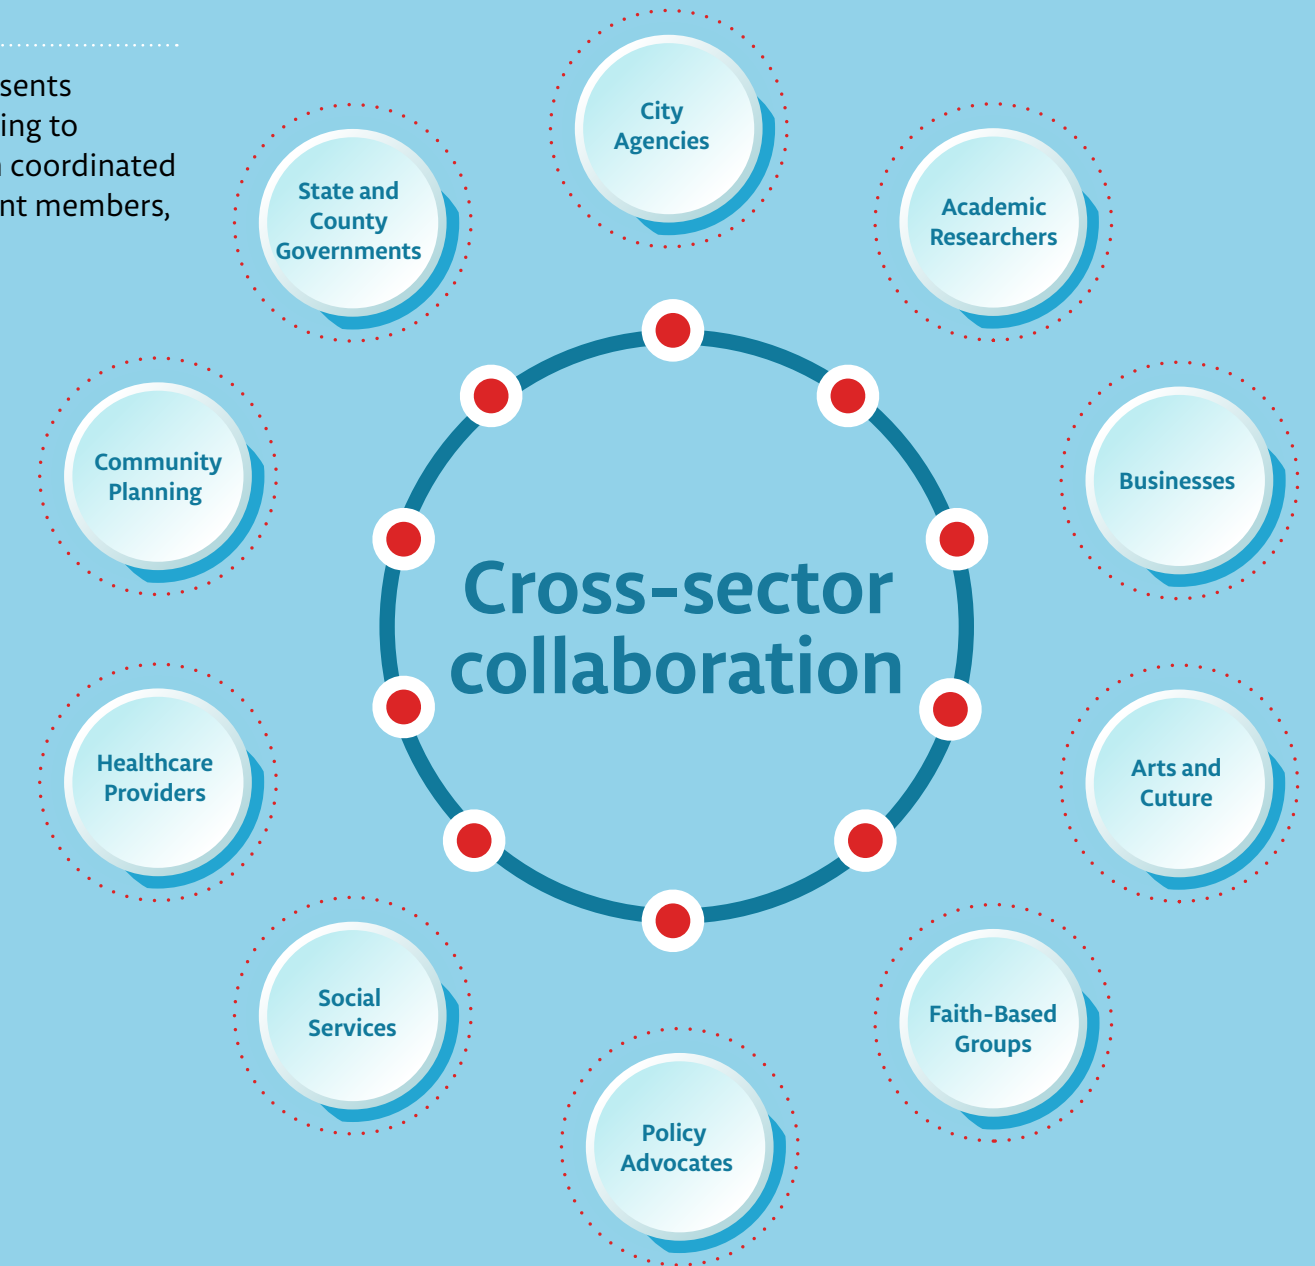 sents
ing to
coordinated
nt members,
City
Agencies
State and
County
Governments
Academic
Researchers
Community
Planning
Businesses
Cross-sector
collaboration
Healthcare
Providers
Arts and
Cuture
Social
Services
Faith-Based
Groups
Policy
Advocates